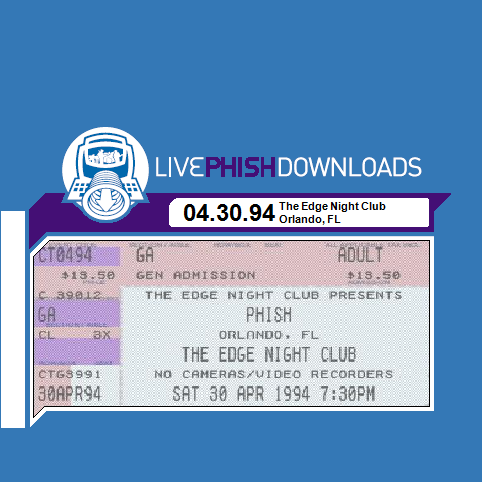 LIVEPHISHDOWNLOADS
04.30.94 The Edge Night Club
Orlando, FL
CT0494 GA ADULT
$13.50 GEN ADMISSION $13.50
C 39012 THE EDGE NIGHT CLUB PRESENTS
GA PHISH
CL 8X ORLANDO, FL
THE EDGE NIGHT CLUB
CTG8991 NO CAMERAS/VIDEO RECORDERS
30APR94 SAT 30 APR 1994 7:30PM